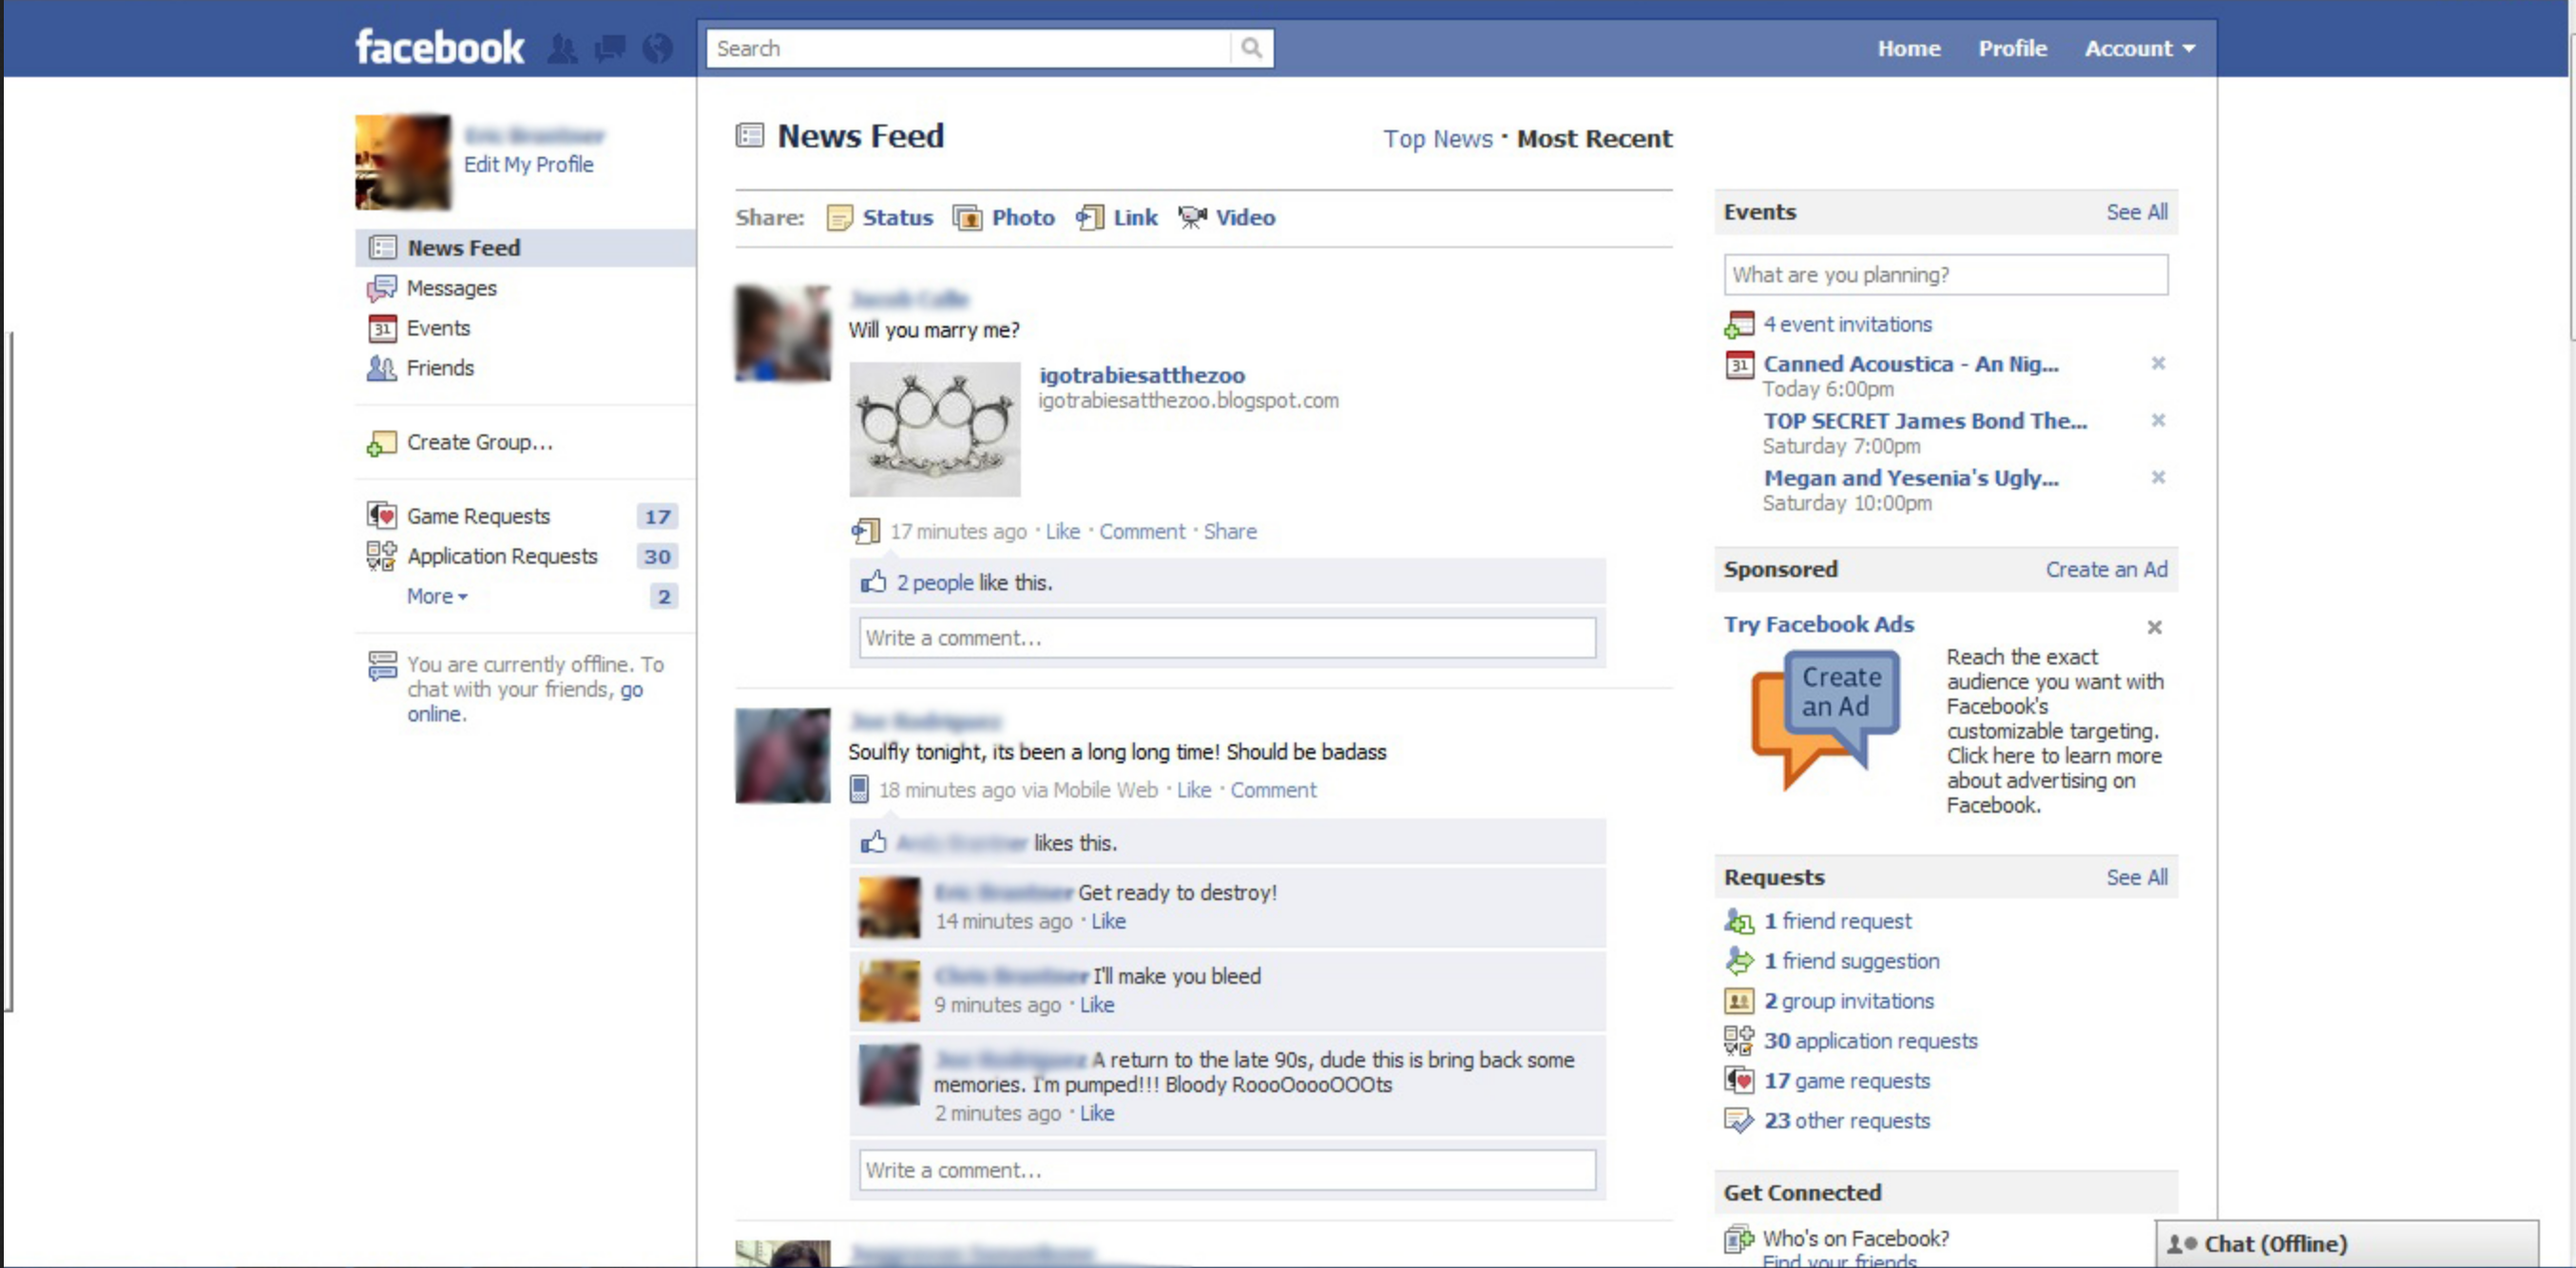 facebook
Search
Home Profile Account
Edit My Profile
News Feed
Messages
31 Events
Friends
Create Group...
Game Requests 17
Application Requests 30
More 2
You are currently offline. To
chat with your friends, go
online.
News Feed
Top News · Most Recent
Share: Status Photo Link Video
Will you marry me?
igotrabiesatthezoo
igotrabiesatthezoo.blogspot.com
17 minutes ago · Like · Comment · Share
2 people like this.
Write a comment...
Soulfly tonight, its been a long long time! Should be badass
18 minutes ago via Mobile Web · Like · Comment
likes this.
Get ready to destroy!
14 minutes ago · Like
I'll make you bleed
9 minutes ago · Like
A return to the late 90s, dude this is bring back some
memories. I'm pumped!!! Bloody RoooOoooOOOts
2 minutes ago · Like
Write a comment...
Events See All
What are you planning?
4 event invitations
31 Canned Acoustica - An Nig...
Today 6:00pm
TOP SECRET James Bond The...
Saturday 7:00pm
Megan and Yesenia's Ugly...
Saturday 10:00pm
Sponsored Create an Ad
Try Facebook Ads
Create
an Ad
Reach the exact
audience you want with
Facebook's
customizable targeting.
Click here to learn more
about advertising on
Facebook.
Requests See All
1 friend request
1 friend suggestion
2 group invitations
30 application requests
17 game requests
23 other requests
Get Connected
Who's on Facebook?
Find your friends
Chat (Offline)